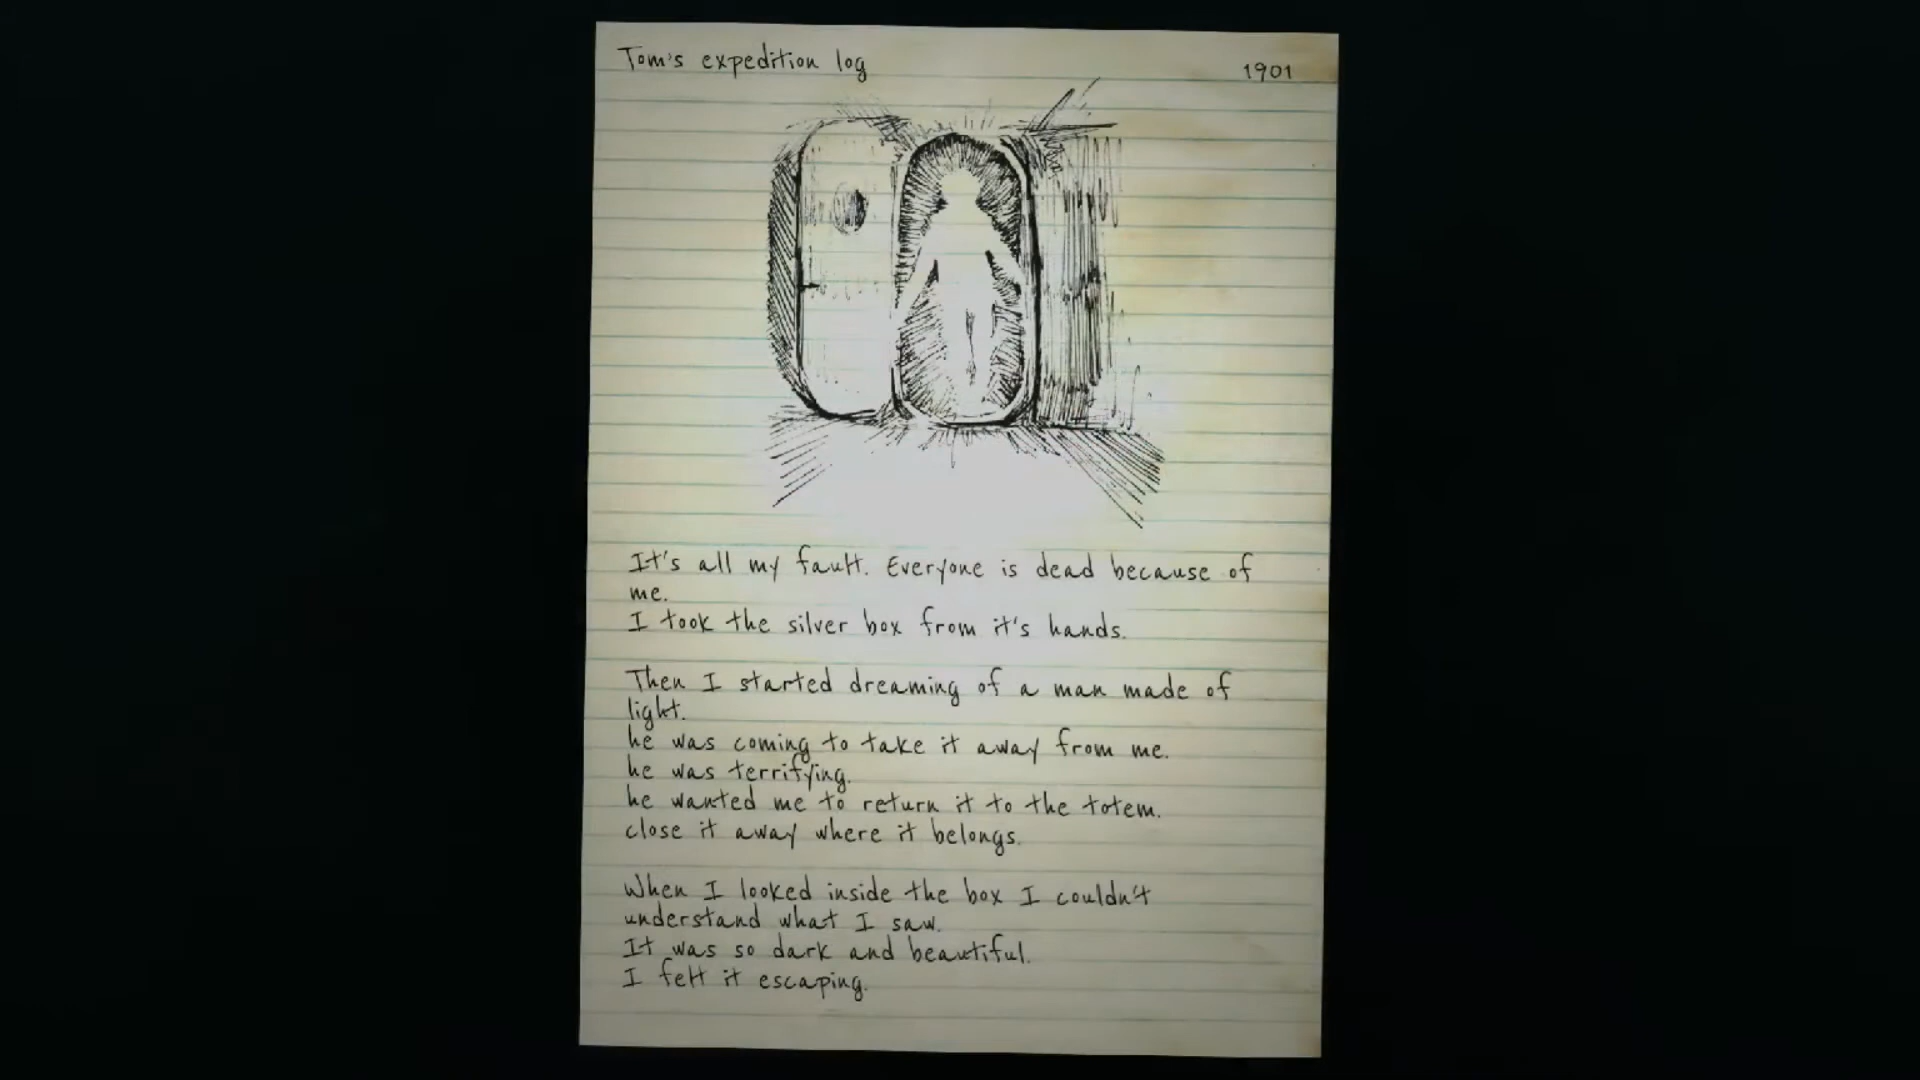 Tom's expedition log
1901
It's all my fault. Everyone is dead because of
me.
I took the silver box from it's hands.
Then I started dreaming of a man made of
light.
he was coming to take it away from me.
he was terrifying.
he wanted me to return it to the totem.
close it away where it belongs.
When I looked inside the box I couldn't
understand what I saw.
It was so dark and beautiful.
I felt it escaping.